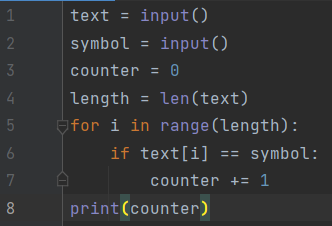 1 text = input()
2 symbol = input()
3 counter = 0
4 length = len(text)
5 for i in range(length):
6     if text[i] == symbol:
7         counter += 1
8 print(counter)